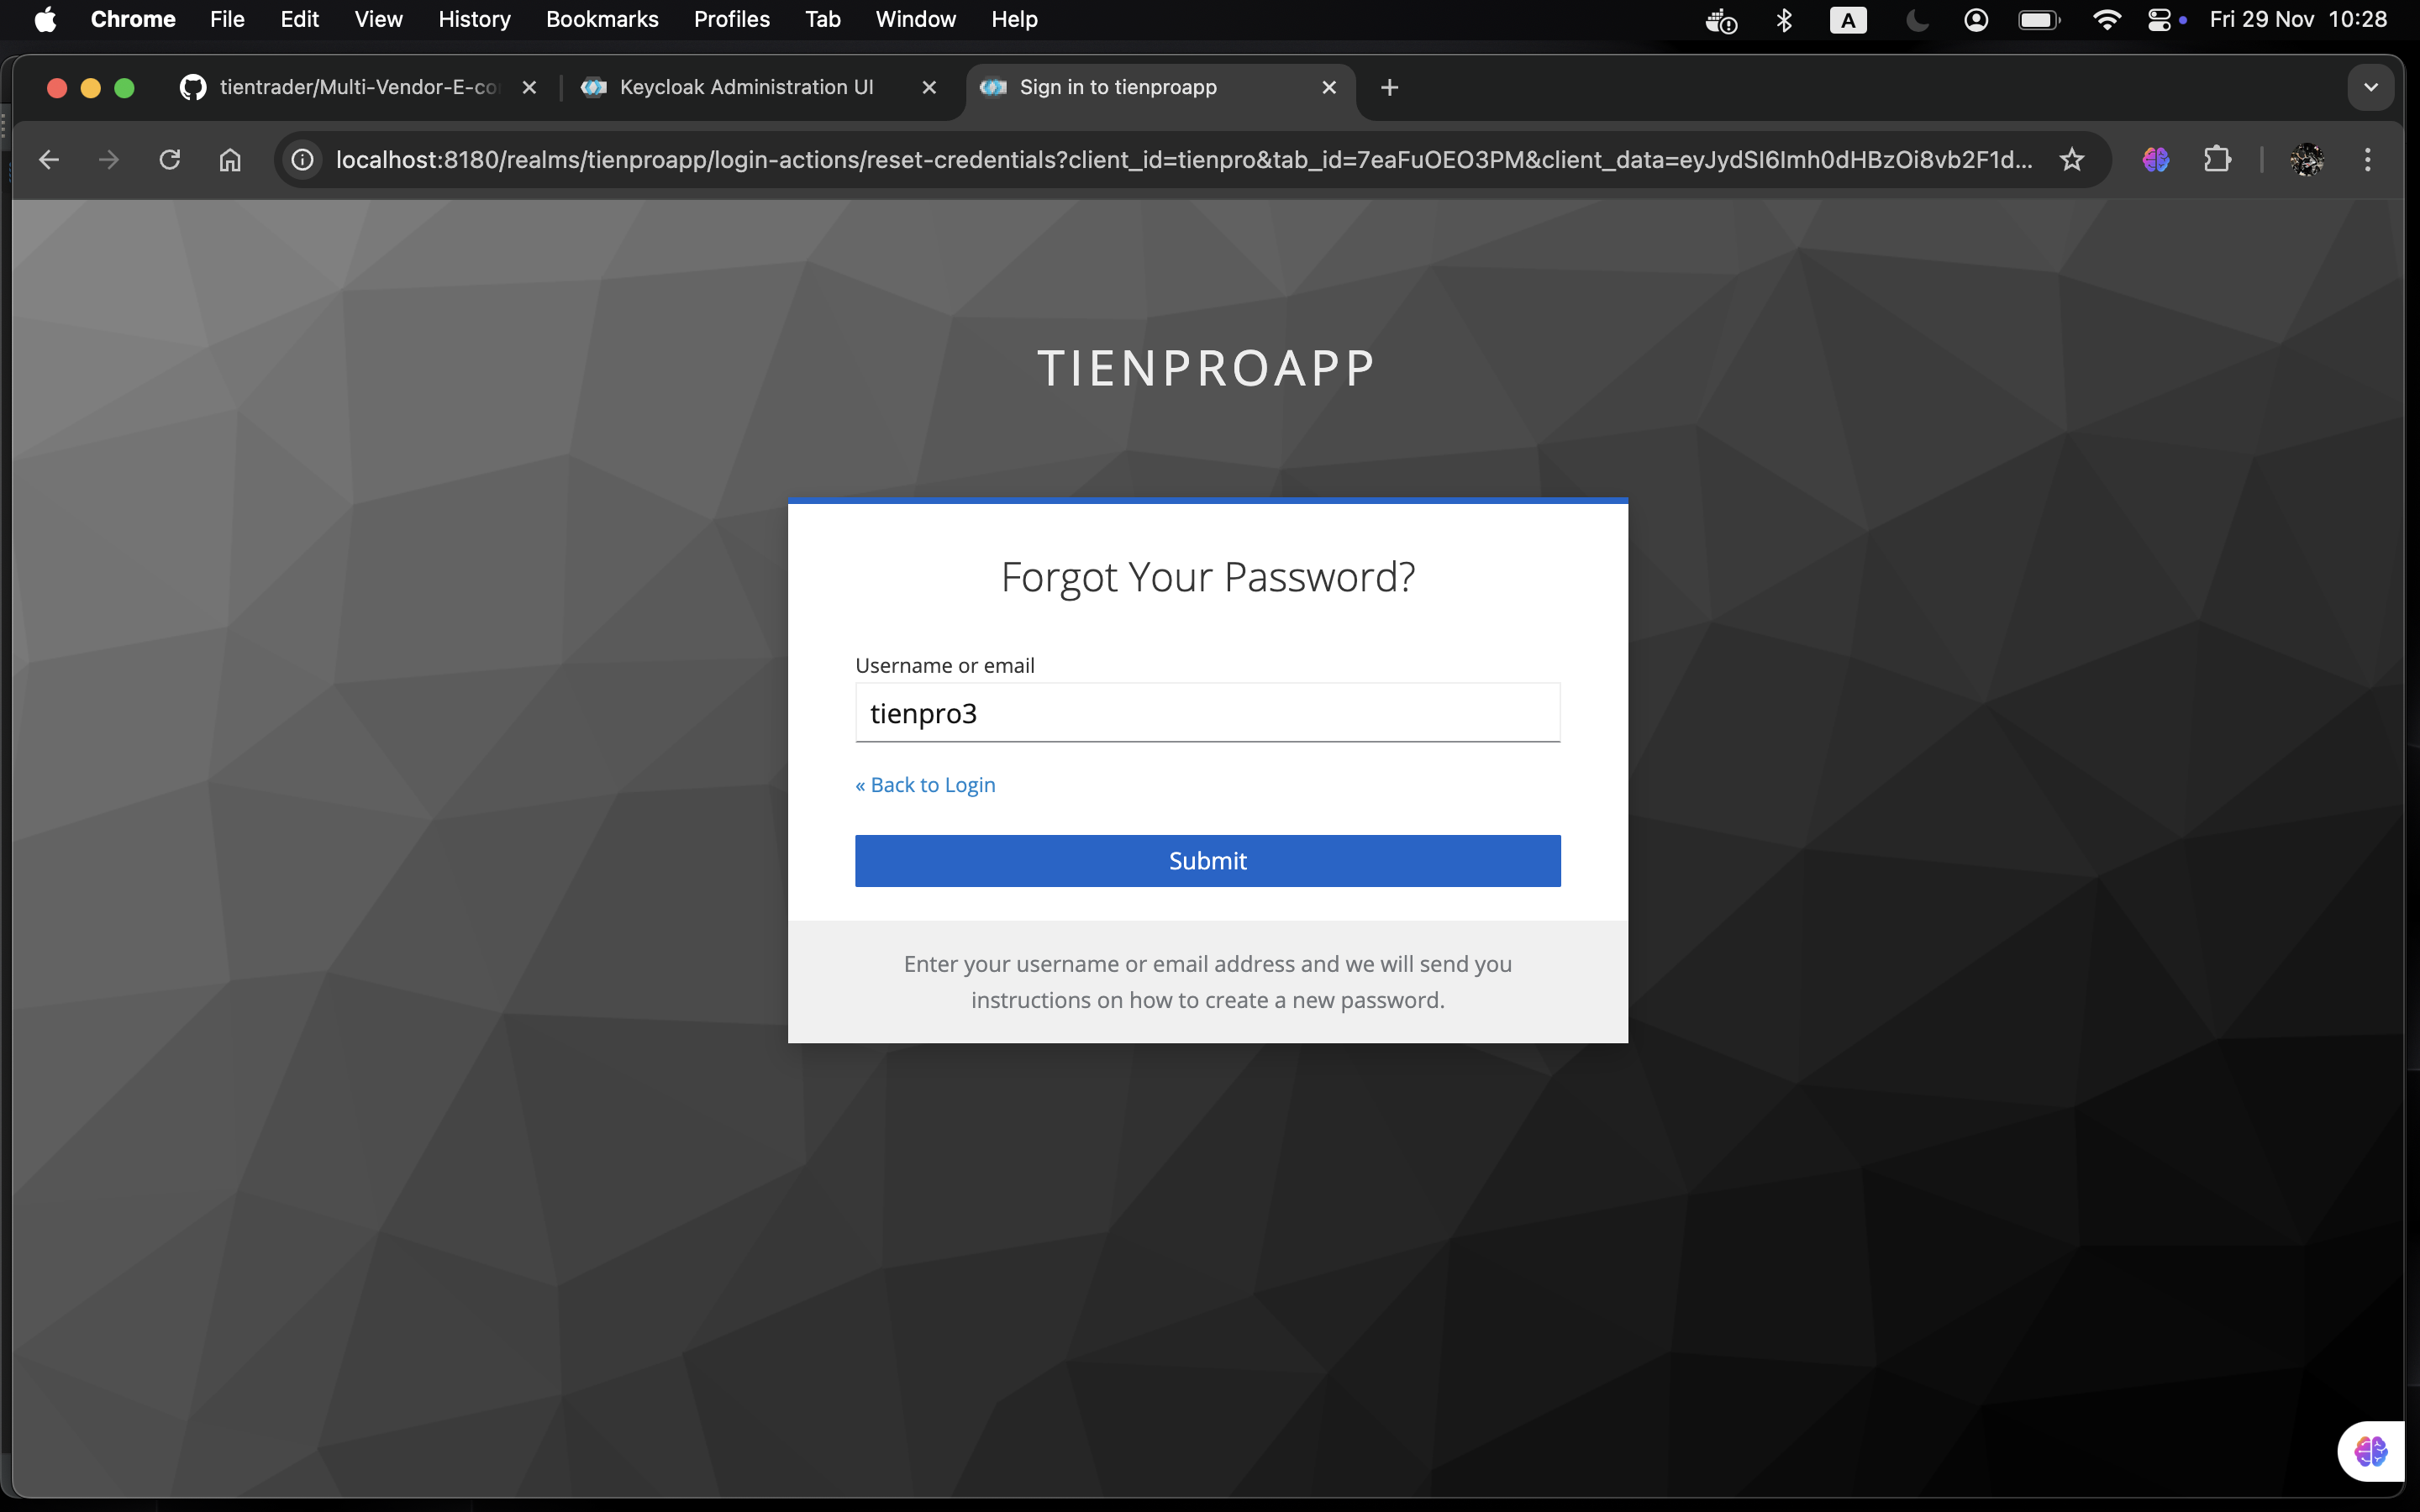 Chrome File Edit View History Bookmarks Profiles Tab Window Help A Fri 29 Nov 10:28
tientrader/Multi-Vendor-E-co Keycloak Administration UI Sign in to tienproapp
localhost:8180/realms/tienproapp/login-actions/reset-credentials?client_id=tienpro&tab_id=7eaFuOEO3PM&client_data=eyJydSI6Imh0dHBzOi8vb2F1d...
TIENPROAPP
Forgot Your Password?
Username or email
tienpro3
« Back to Login
Submit
Enter your username or email address and we will send you
instructions on how to create a new password.